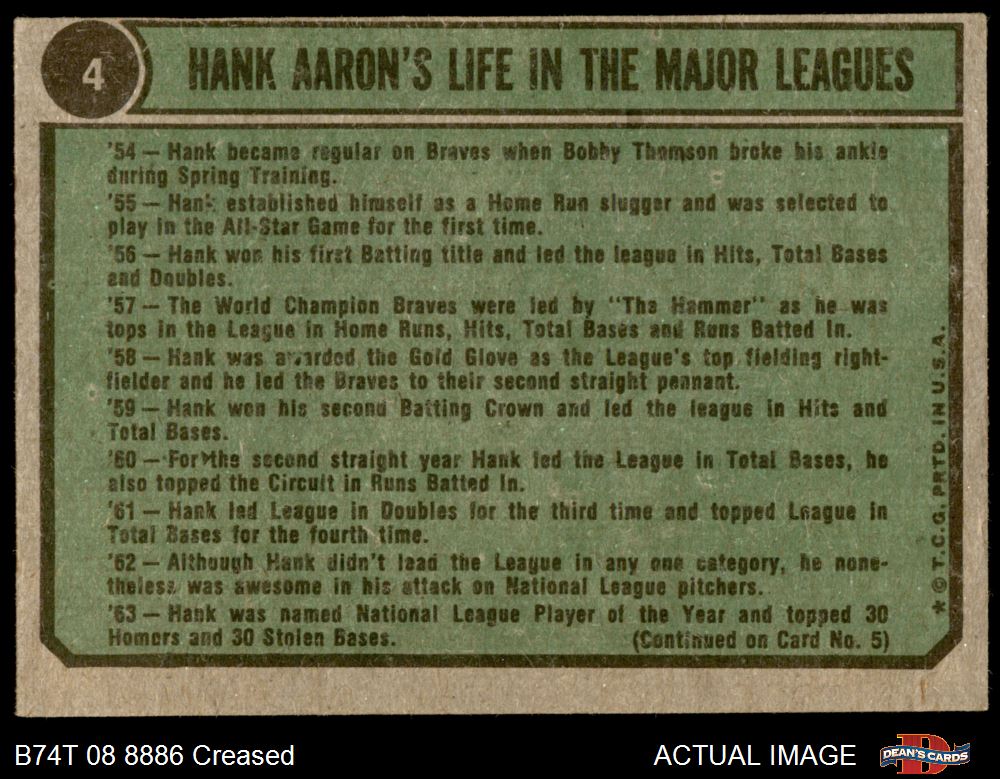 4
HANK AARON'S LIFE IN THE MAJOR LEAGUES
'54 — Hank became regular on Braves when Bobby Thomson broke his ankle
during Spring Training.
'55 — Hank established himself as a Home Run slugger and was selected to
play in the All-Star Game for the first time.
'56 — Hank won his first Batting title and led the league in Hits, Total Bases
and Doubles.
'57 — The World Champion Braves were led by "The Hammer" as he was
tops in the League in Home Runs, Hits, Total Bases and Runs Batted In.
'58 — Hank was awarded the Gold Glove as the League's top fielding right-
fielder and he led the Braves to their second straight pennant.
'59 — Hank won his second Batting Crown and led the league in Hits and
Total Bases.
'60 — For the second straight year Hank led the League in Total Bases, he
also topped the Circuit in Runs Batted In.
'61 — Hank led League in Doubles for the third time and topped League in
Total Bases for the fourth time.
'62 — Although Hank didn't lead the League in any one category, he none-
theless was awesome in his attack on National League pitchers.
'63 — Hank was named National League Player of the Year and topped 30
Homers and 30 Stolen Bases. (Continued on Card No. 5)
* © T.C.G. PRTD. IN U.S.A.
B74T 08 8886 Creased
ACTUAL IMAGE
DEAN'S CARDS